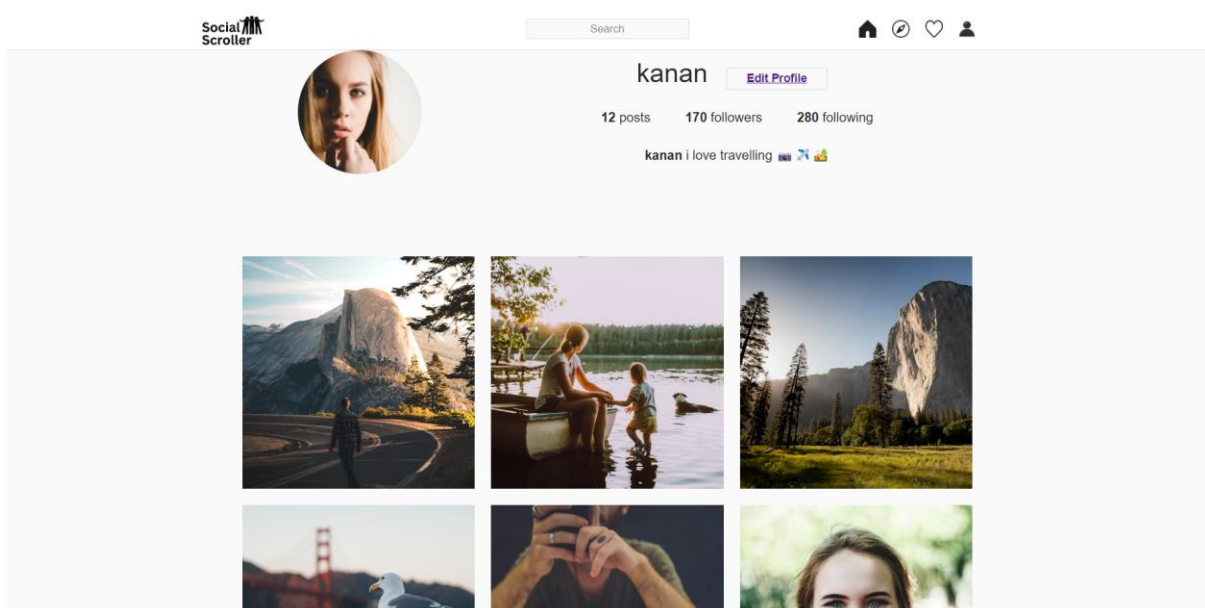 Social
Scroller
Search
kanan
Edit Profile
12 posts 170 followers 280 following
kanan i love travelling 📷 ✈️ 🏕️